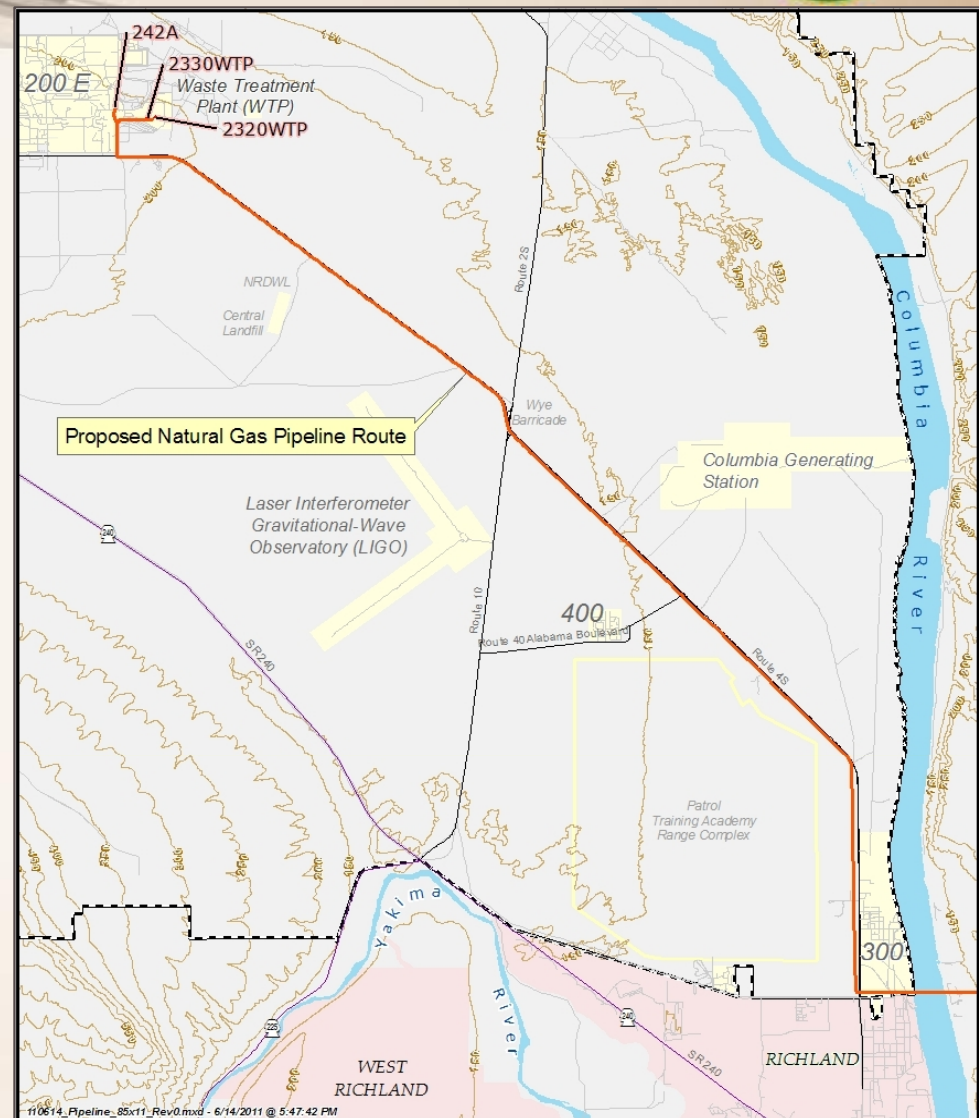 242A
200 E
2330WTP
Waste Treatment
Plant (WTP)
2320WTP
Route 2S
NRDWL
Central
Landfill
Columbia
River
Wye
Barricade
Proposed Natural Gas Pipeline Route
Columbia Generating
Station
Laser Interferometer
Gravitational-Wave
Observatory (LIGO)
240
Route 10
400
Route 40 Alabama Boulevard
SR240
Route 4S
Patrol
Training Academy
Range Complex
Yakima
River
300
225
240
SR240
WEST
RICHLAND
RICHLAND
110614_Pipeline_85x11_Rev0.mxd - 6/14/2011 @ 5:47:42 PM